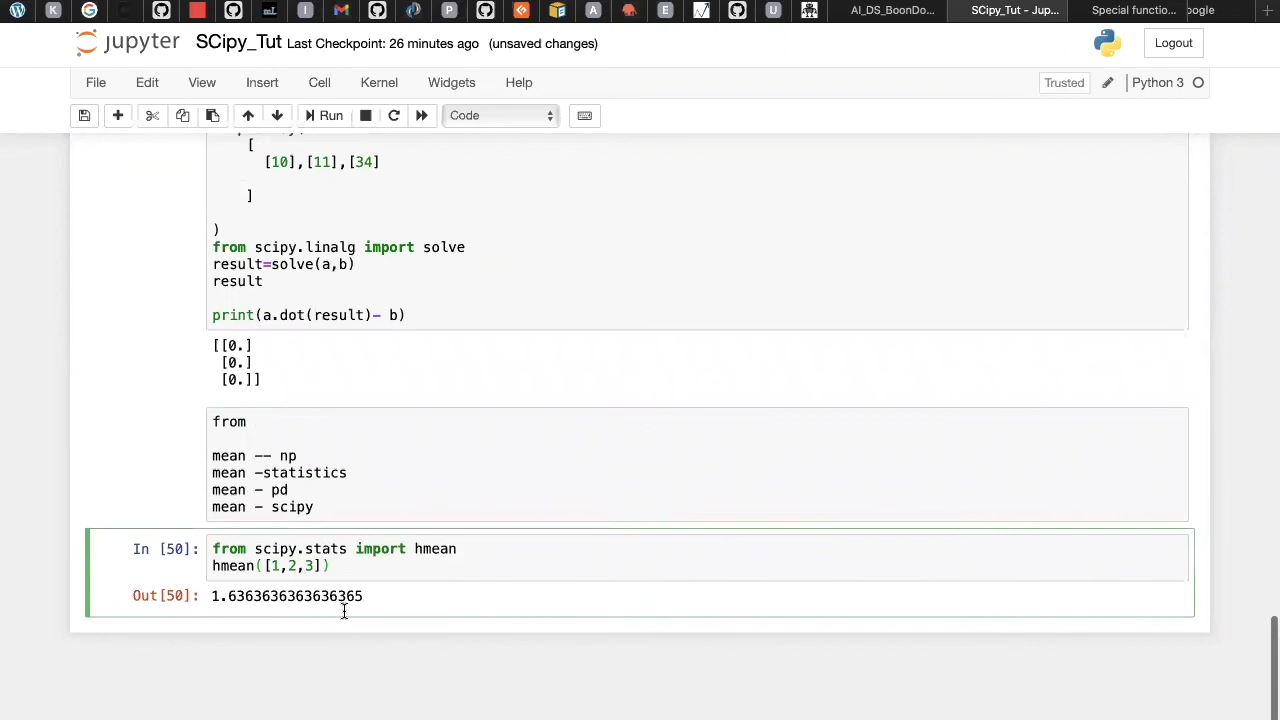 AI_DS_BoonDo...
SCipy_Tut - Jup...
Special functio...
oogle
jupyter SCipy_Tut Last Checkpoint: 26 minutes ago (unsaved changes)
Logout
File Edit View Insert Cell Kernel Widgets Help
Trusted Python 3
Run Code
[
[10],[11],[34]
]
)
from scipy.linalg import solve
result=solve(a,b)
result
print(a.dot(result)- b)
[[0.]
[0.]
[0.]]
from
mean -- np
mean -statistics
mean - pd
mean - scipy
In [50]: from scipy.stats import hmean
hmean([1,2,3])
Out[50]: 1.6363636363636365